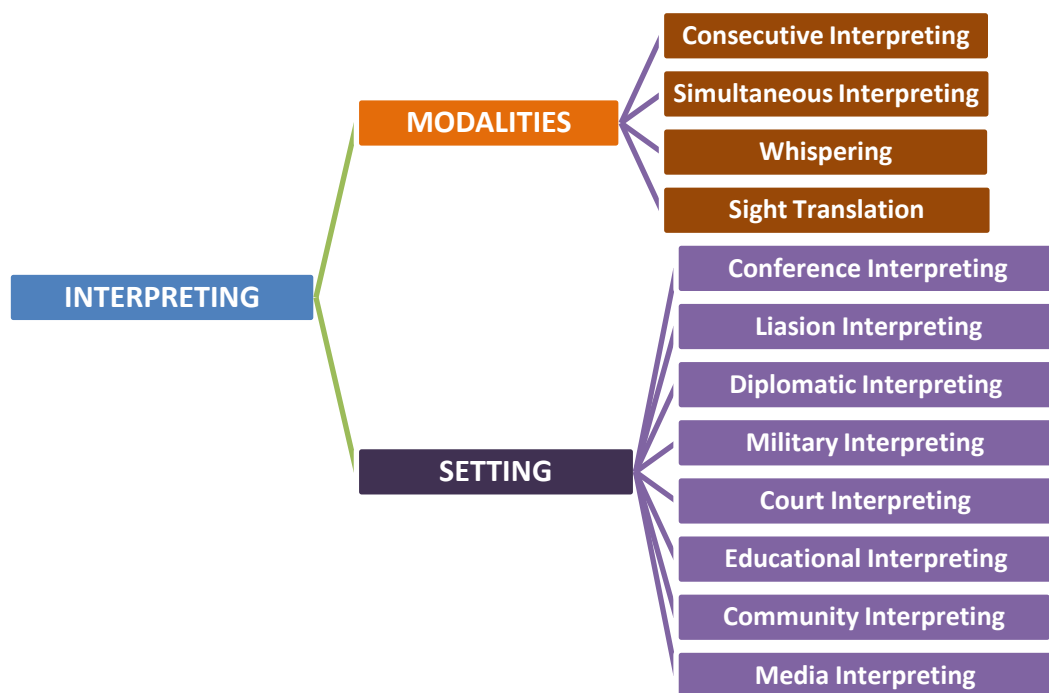 INTERPRETING
MODALITIES
Consecutive Interpreting
Simultaneous Interpreting
Whispering
Sight Translation
SETTING
Conference Interpreting
Liasion Interpreting
Diplomatic Interpreting
Military Interpreting
Court Interpreting
Educational Interpreting
Community Interpreting
Media Interpreting